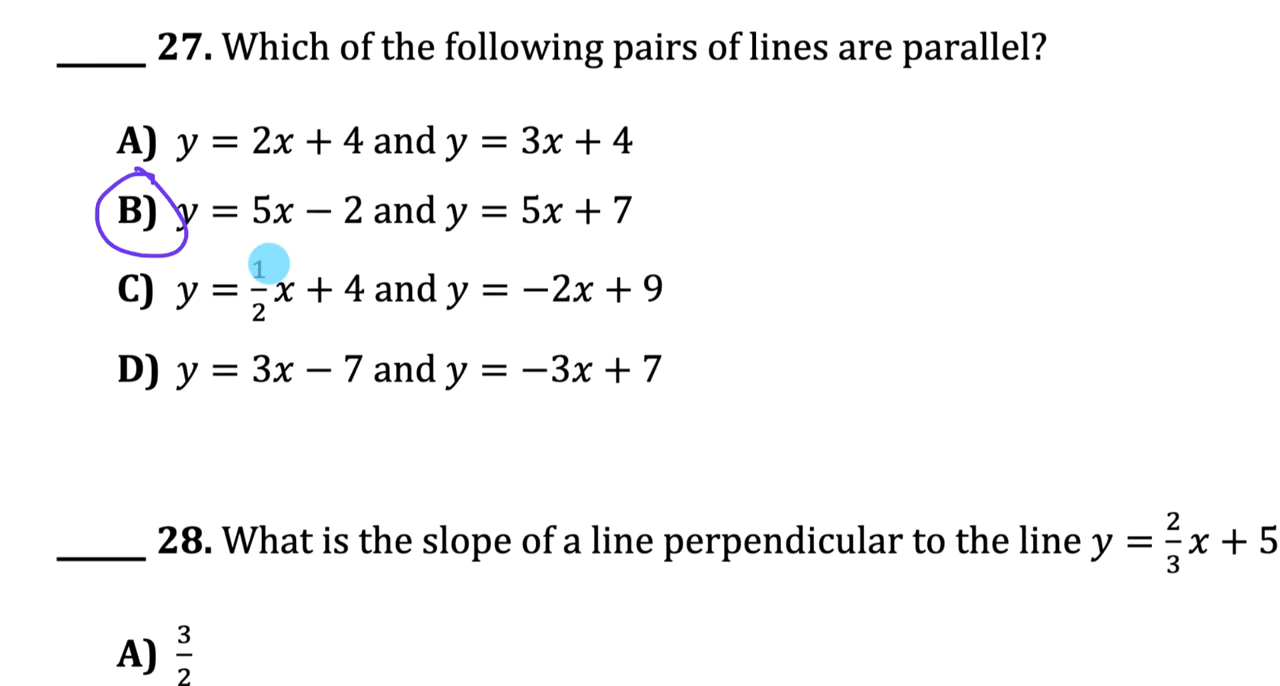 _____ 27. Which of the following pairs of lines are parallel?
A) y = 2x + 4 and y = 3x + 4
B) y = 5x − 2 and y = 5x + 7
C) y = 1/2 x + 4 and y = −2x + 9
D) y = 3x − 7 and y = −3x + 7
_____ 28. What is the slope of a line perpendicular to the line y = 2/3 x + 5
A) 3/2